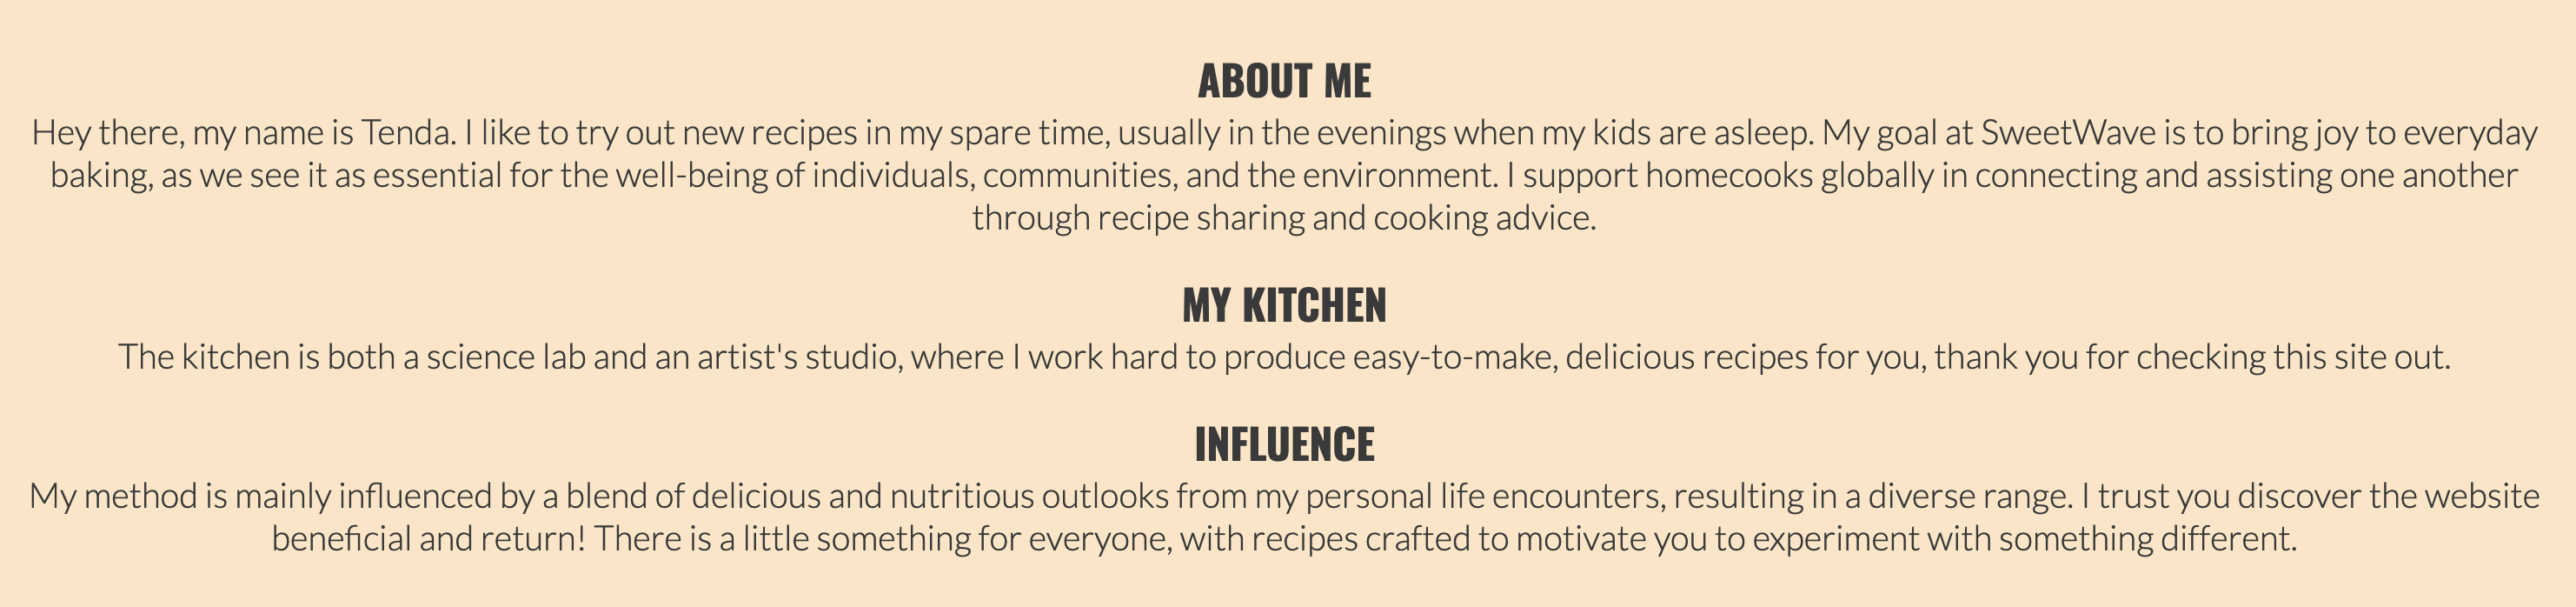 ABOUT ME
Hey there, my name is Tenda. I like to try out new recipes in my spare time, usually in the evenings when my kids are asleep. My goal at SweetWave is to bring joy to everyday
baking, as we see it as essential for the well-being of individuals, communities, and the environment. I support homecooks globally in connecting and assisting one another
through recipe sharing and cooking advice.
MY KITCHEN
The kitchen is both a science lab and an artist's studio, where I work hard to produce easy-to-make, delicious recipes for you, thank you for checking this site out.
INFLUENCE
My method is mainly influenced by a blend of delicious and nutritious outlooks from my personal life encounters, resulting in a diverse range. I trust you discover the website
beneficial and return! There is a little something for everyone, with recipes crafted to motivate you to experiment with something different.